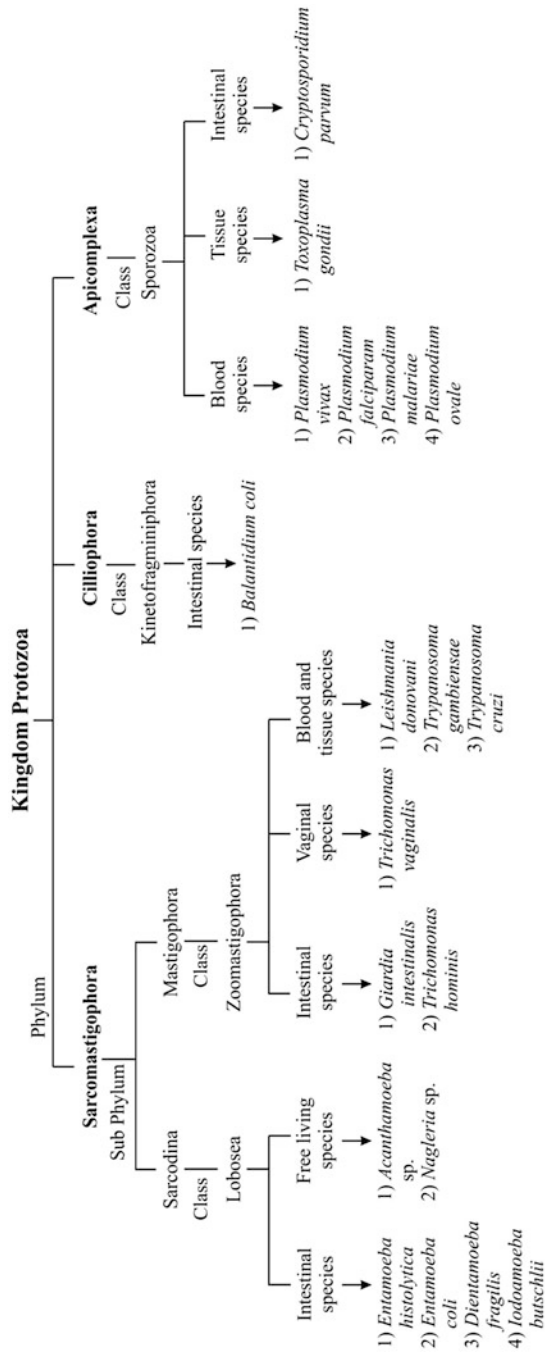 Kingdom Protozoa
Phylum
Sarcomastigophora
Sub Phylum
Sarcodina
Class
Lobosea
Intestinal
species
1) Entamoeba
histolytica
2) Entamoeba
coli
3) Dientamoeba
fragilis
4) Iodoamoeba
butschlii
Free living
species
1) Acanthamoeba
sp.
2) Nagleria sp.
Mastigophora
Class
Zoomastigophora
Intestinal
species
1) Giardia
intestinalis
2) Trichomonas
hominis
Vaginal
species
1) Trichomonas
vaginalis
Blood and
tissue species
1) Leishmania
donovani
2) Trypanosoma
gambiensae
3) Trypanosoma
cruzi
Cilliophora
Class
Kinetofragminiphora
Intestinal species
1) Balantidium coli
Apicomplexa
Class
Sporozoa
Blood
species
1) Plasmodium
vivax
2) Plasmodium
falciparam
3) Plasmodium
malariae
4) Plasmodium
ovale
Tissue
species
1) Toxoplasma
gondii
Intestinal
species
1) Cryptosporidium
parvum